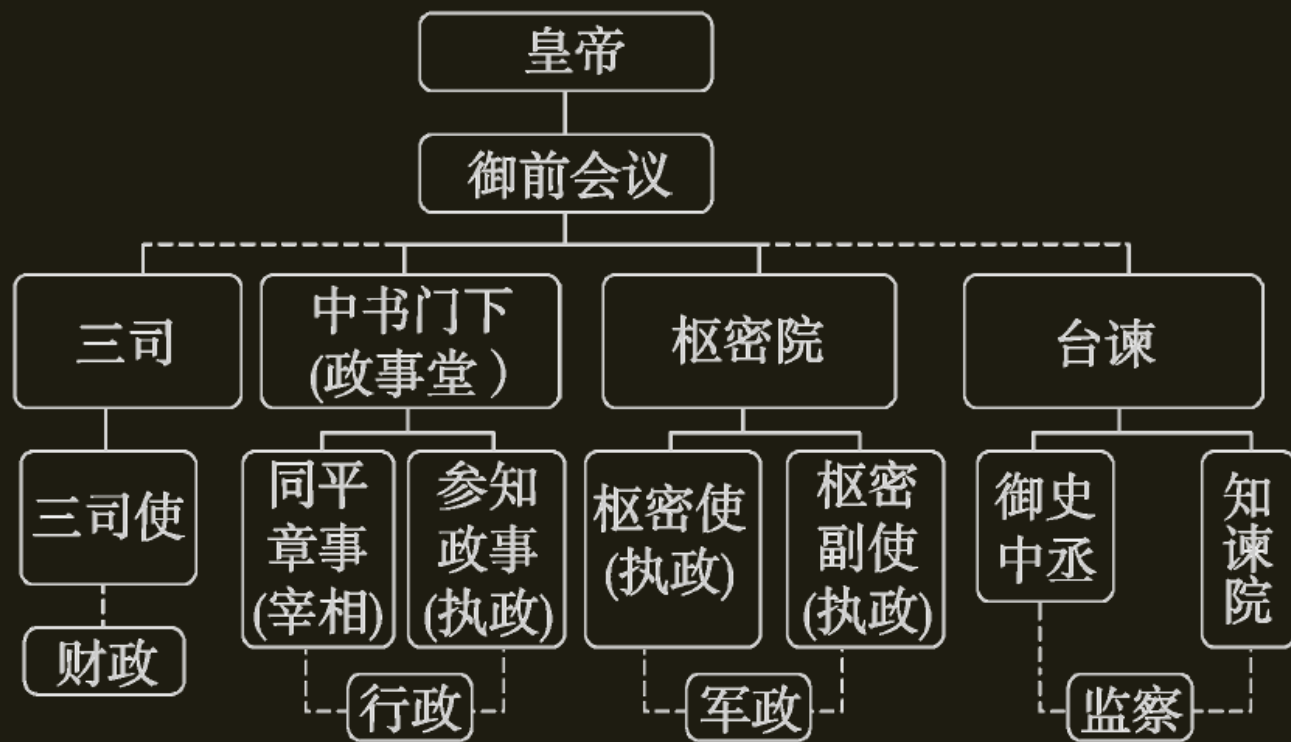 皇帝
御前会议
三司
中书门下
(政事堂）
枢密院
台谏
三司使
同平
章事
(宰相)
参知
政事
(执政)
枢密使
(执政)
枢密
副使
(执政)
御史
中丞
知
谏
院
财政
行政
军政
监察